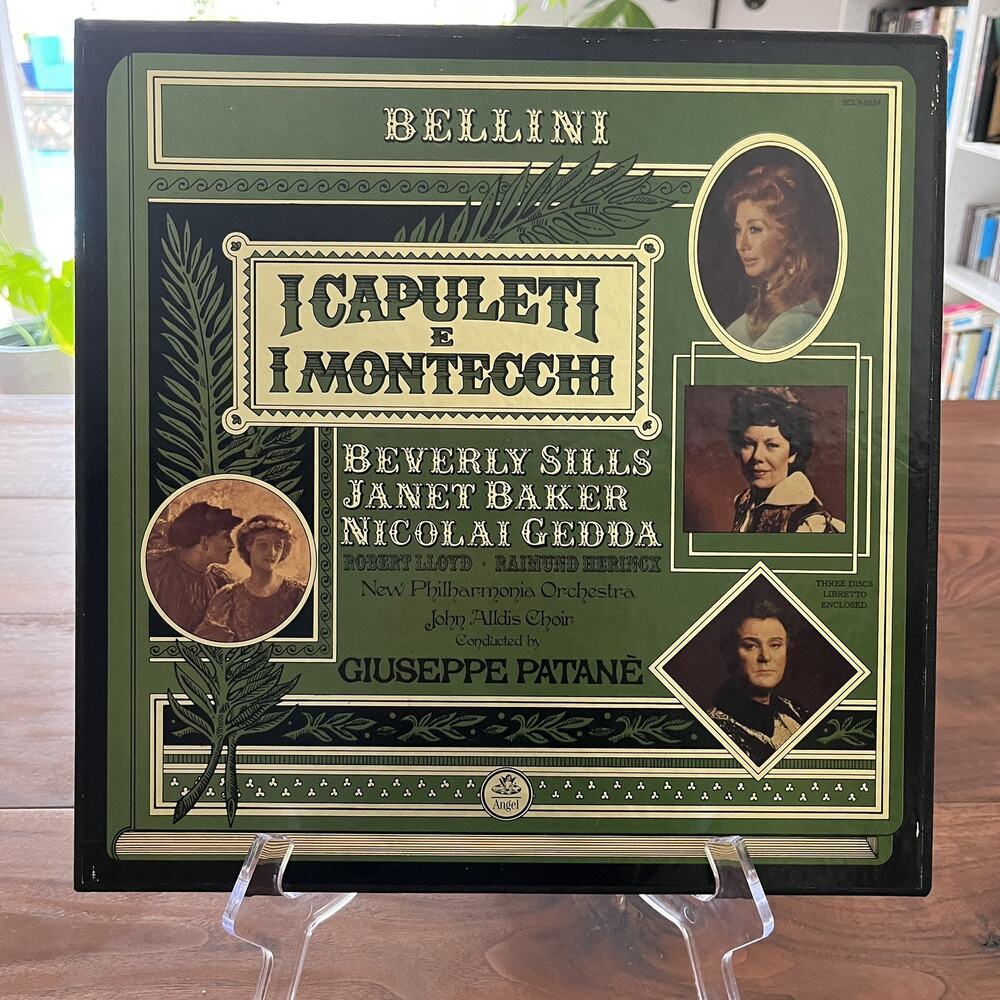 BELLINI
SCLX-3824
I CAPULETI
E
I MONTECCHI
BEVERLY SILLS
JANET BAKER
NICOLAI GEDDA
ROBERT LLOYD · RAIMUND HERINCX
New Philharmonia Orchestra
John Alldis Choir
Conducted by
GIUSEPPE PATANÈ
THREE DISCS
LIBRETTO
ENCLOSED
Angel